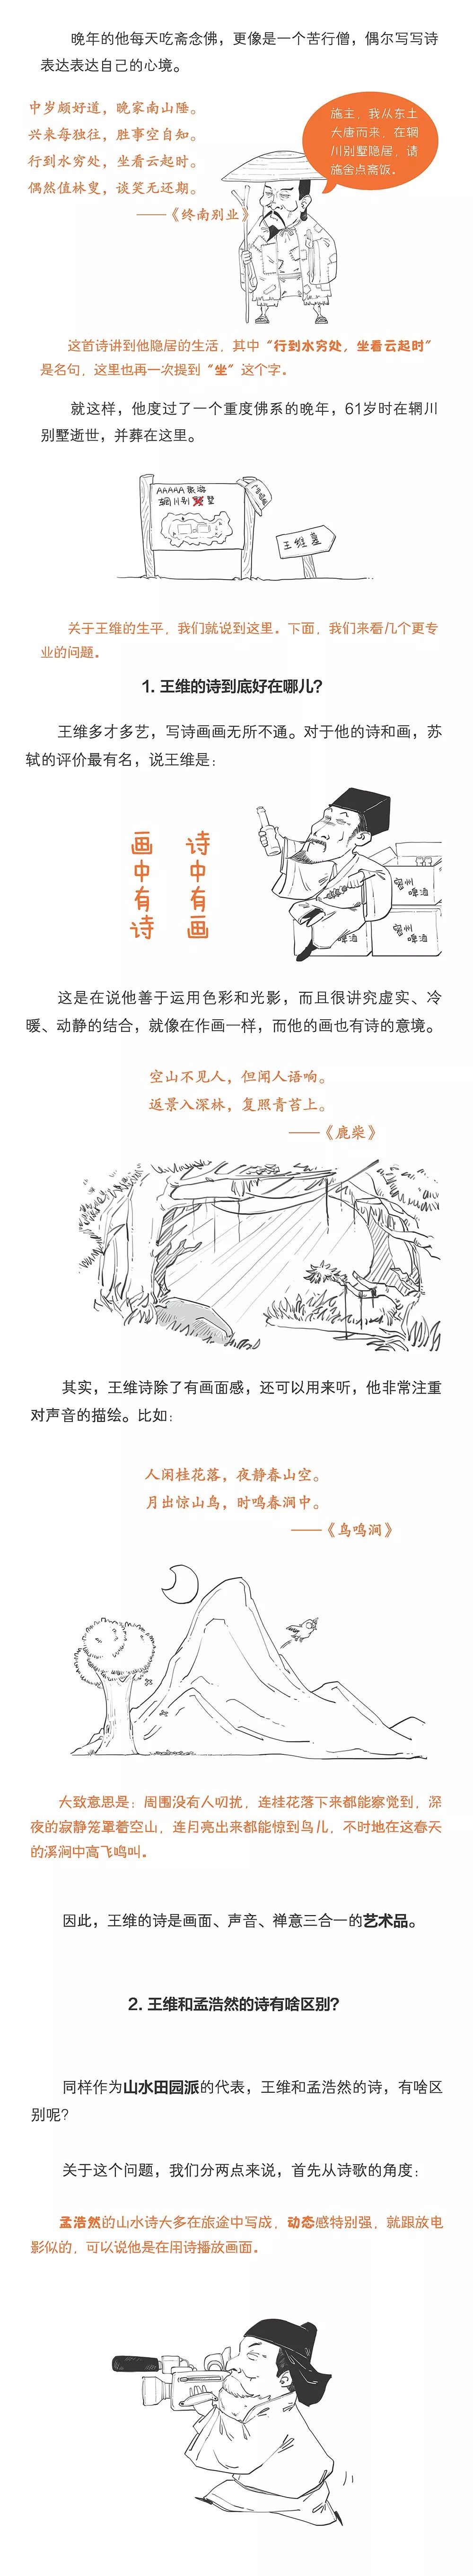 晚年的他每天吃斋念佛，更像是一个苦行僧，偶尔写写诗
表达表达自己的心境。
中岁颇好道，晚家南山陲。
兴来每独往，胜事空自知。
行到水穷处，坐看云起时。
偶然值林叟，谈笑无还期。
——《终南别业》
施主，我从东土
大唐而来，在辋
川别墅隐居，请
施舍点斋饭。
这首诗讲到他隐居的生活，其中“行到水穷处，坐看云起时”
是名句，这里也再一次提到“坐”这个字。
就这样，他度过了一个重度佛系的晚年，61岁时在辋川
别墅逝世，并葬在这里。
AAAAA旅游
辋川别墅
王维墓
关于王维的生平，我们就说到这里。下面，我们来看几个更专
业的问题。
1. 王维的诗到底好在哪儿？
王维多才多艺，写诗画画无所不通。对于他的诗和画，苏
轼的评价最有名，说王维是：
诗中有画
画中有诗
密州
啤酒
密州
啤酒
啤酒
这是在说他善于运用色彩和光影，而且很讲究虚实、冷
暖、动静的结合，就像在作画一样，而他的画也有诗的意境。
空山不见人，但闻人语响。
返景入深林，复照青苔上。
——《鹿柴》
其实，王维诗除了有画面感，还可以用来听，他非常注重
对声音的描绘。比如：
人闲桂花落，夜静春山空。
月出惊山鸟，时鸣春涧中。
——《鸟鸣涧》
大致意思是：周围没有人叨扰，连桂花落下来都能察觉到，深
夜的寂静笼罩着空山，连月亮出来都能惊到鸟儿，不时地在这春天
的溪涧中高飞鸣叫。
因此，王维的诗是画面、声音、禅意三合一的艺术品。
2. 王维和孟浩然的诗有啥区别？
同样作为山水田园派的代表，王维和孟浩然的诗，有啥区
别呢？
关于这个问题，我们分两点来说，首先从诗歌的角度：
孟浩然的山水诗大多在旅途中写成，动态感特别强，就跟放电
影似的，可以说他是在用诗播放画面。